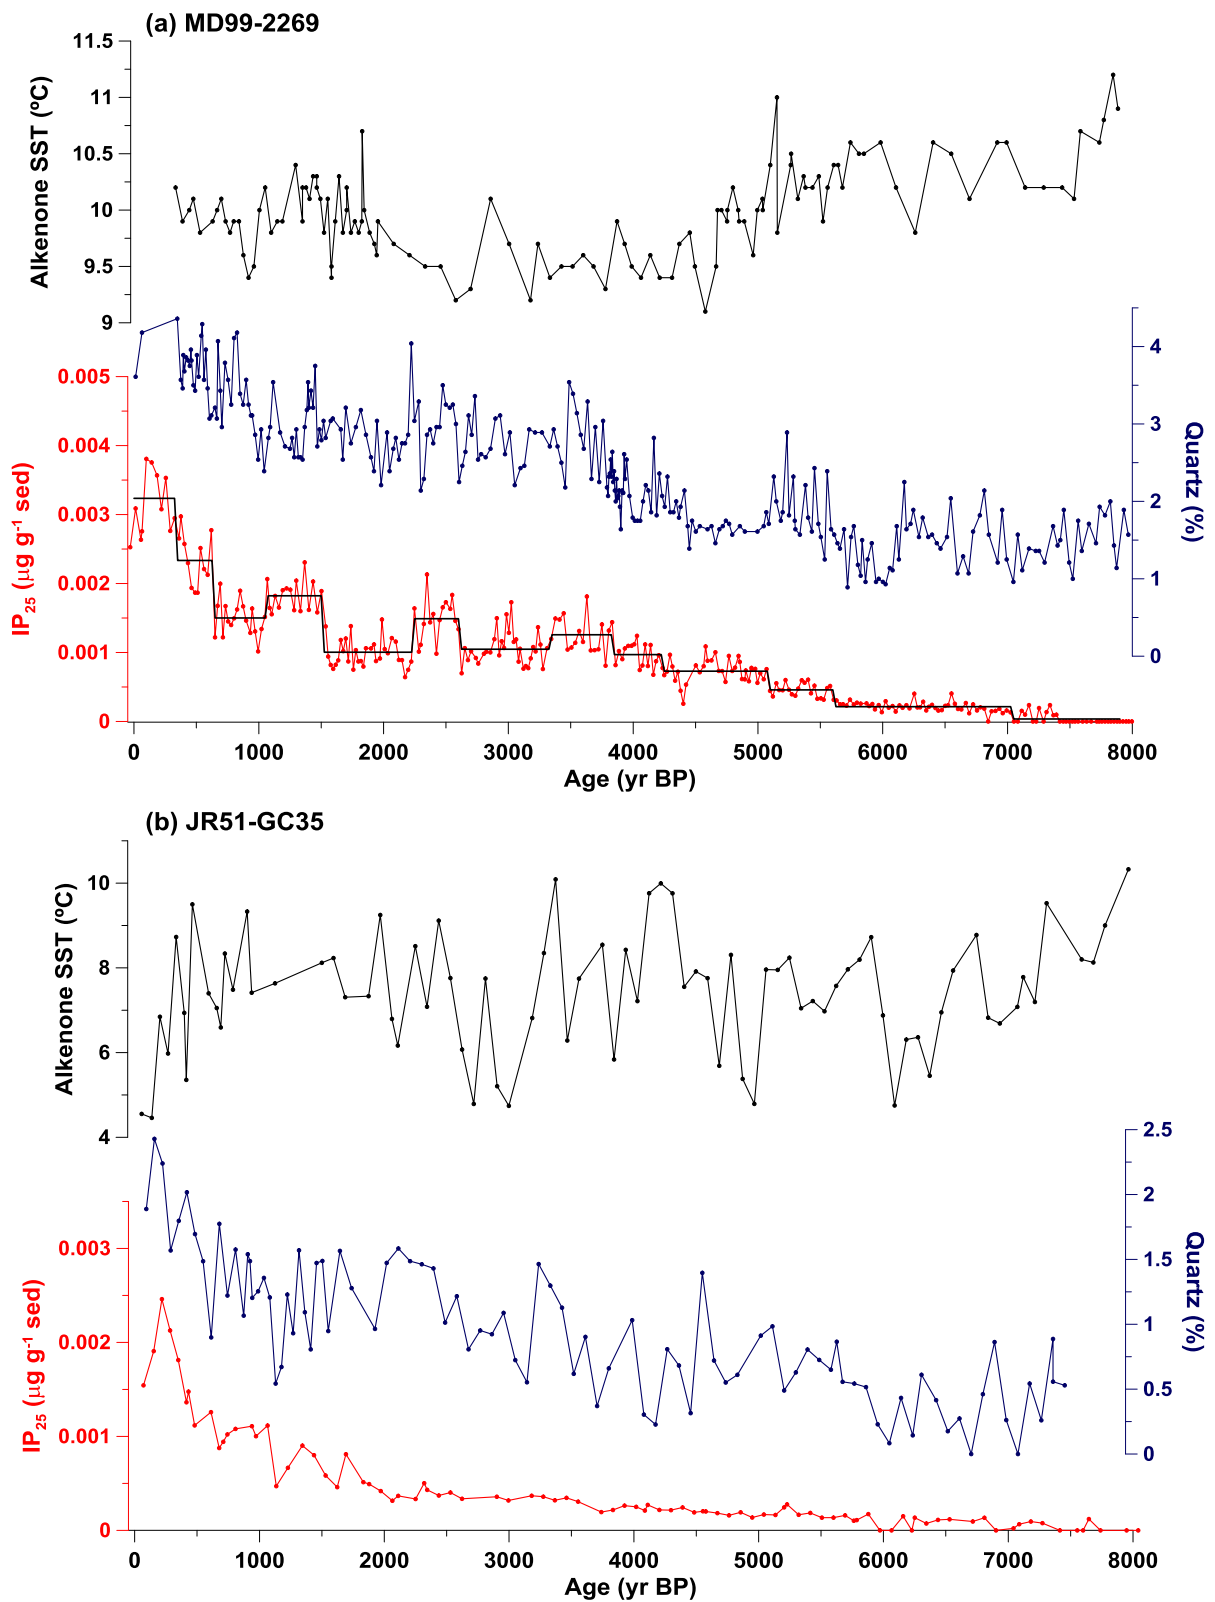 (a) MD99-2269
11.5
11
10.5
10
9.5
9
Alkenone SST (ºC)
4
3
2
1
0
Quartz (%)
0.005
0.004
0.003
0.002
0.001
0
IP25 (µg g-1 sed)
0 1000 2000 3000 4000 5000 6000 7000 8000
Age (yr BP)
(b) JR51-GC35
10
8
6
4
Alkenone SST (ºC)
2.5
2
1.5
1
0.5
0
Quartz (%)
0.003
0.002
0.001
0
IP25 (µg g-1 sed)
0 1000 2000 3000 4000 5000 6000 7000 8000
Age (yr BP)